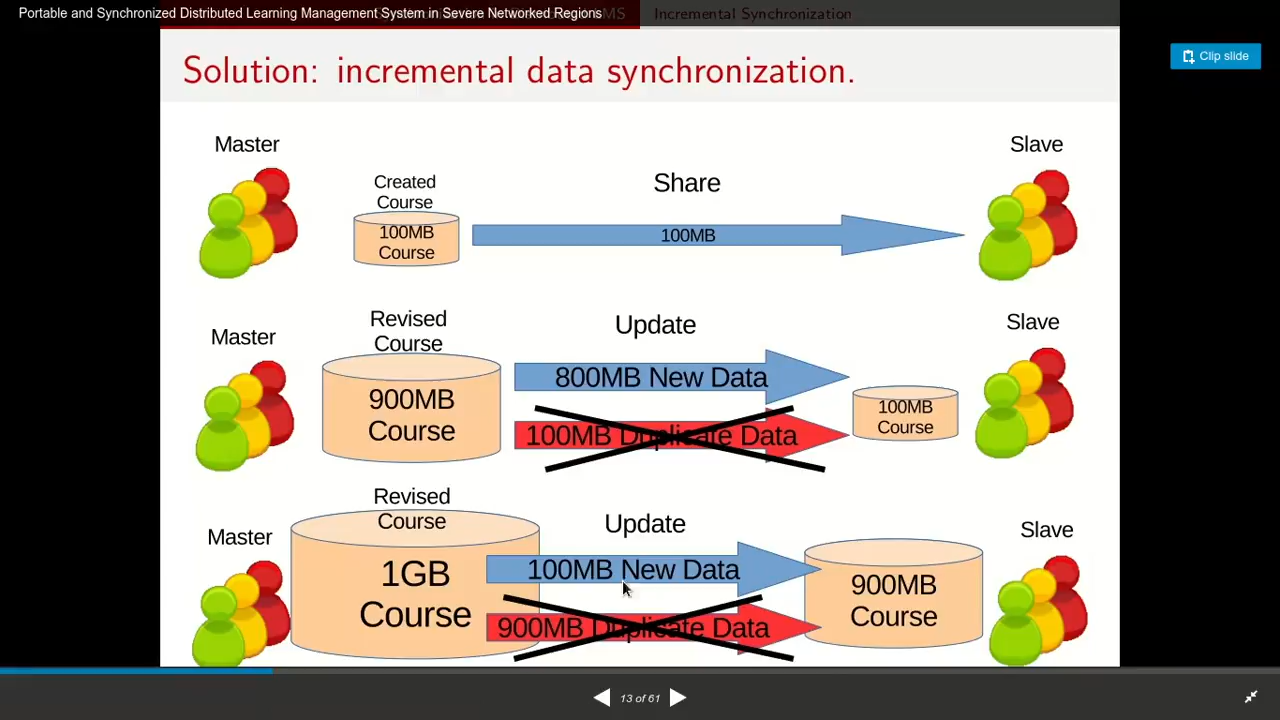 Portable and Synchronized Distributed Learning Management System in Severe Networked Regions
MS
Incremental Synchronization
Clip slide
Solution: incremental data synchronization.
Master
Slave
Created
Course
Share
100MB
Course
100MB
Master
Revised
Course
Update
Slave
900MB
Course
800MB New Data
100MB Duplicate Data
100MB
Course
Revised
Course
Master
Update
Slave
1GB
Course
100MB New Data
900MB Duplicate Data
900MB
Course
13 of 61